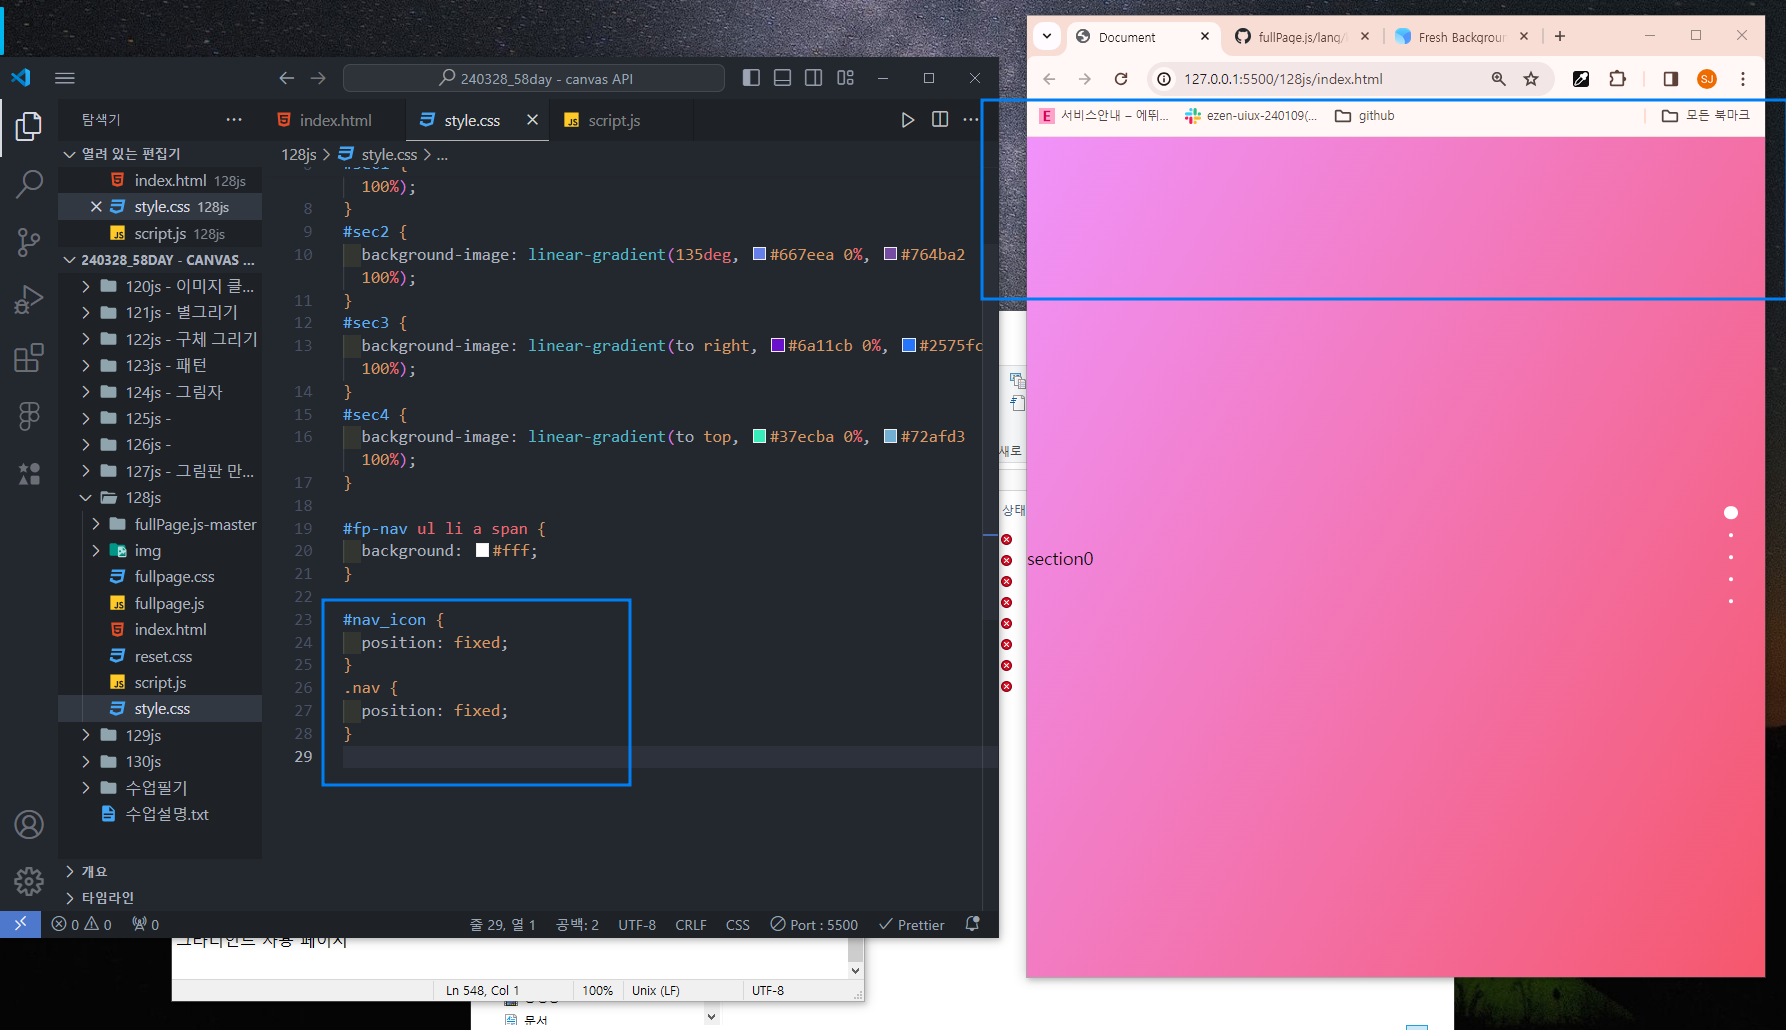 240328_58day - canvas API
탐색기
index.html
style.css
script.js
열려 있는 편집기
index.html 128js
style.css 128js
script.js 128js
240328_58DAY - CANVAS ...
120js - 이미지 클...
121js - 별그리기
122js - 구체 그리기
123js - 패턴
124js - 그림자
125js -
126js -
127js - 그림판 만...
128js
fullPage.js-master
img
fullpage.css
fullpage.js
index.html
reset.css
script.js
style.css
129js
130js
수업필기
수업설명.txt
개요
타임라인
128js > style.css > ...
#sec1 {
100%);
8 }
9 #sec2 {
10 background-image: linear-gradient(135deg, #667eea 0%, #764ba2
100%);
11 }
12 #sec3 {
13 background-image: linear-gradient(to right, #6a11cb 0%, #2575fc
100%);
14 }
15 #sec4 {
16 background-image: linear-gradient(to top, #37ecba 0%, #72afd3
100%);
17 }
18
19 #fp-nav ul li a span {
20 background: #fff;
21 }
22
23 #nav_icon {
24 position: fixed;
25 }
26 .nav {
27 position: fixed;
28 }
29
0 0 0
줄 29, 열 1 공백: 2 UTF-8 CRLF CSS Port : 5500 Prettier
Document
fullPage.js/lang/
Fresh Backgroun
127.0.0.1:5500/128js/index.html
SJ
E 서비스안내 – 에뛰...
ezen-uiux-240109(...
github
모든 북마크
section0
새로
상태
그라디언트 사용 페이지
Ln 548, Col 1 100% Unix (LF) UTF-8
문서